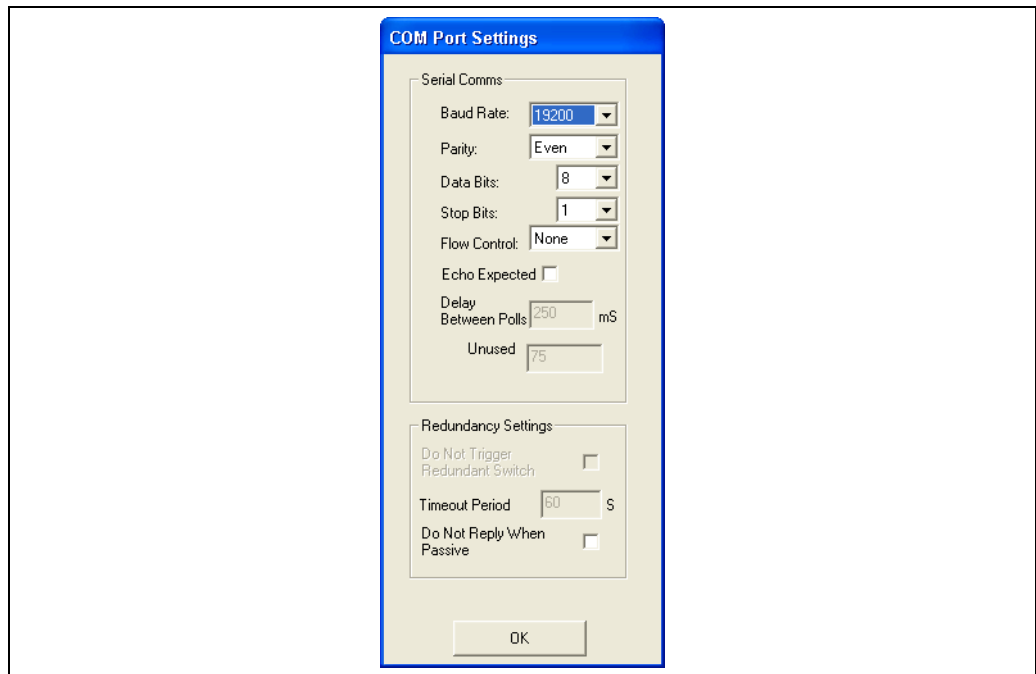 COM Port Settings
Serial Comms
Baud Rate: 19200
Parity: Even
Data Bits: 8
Stop Bits: 1
Flow Control: None
Echo Expected
Delay
Between Polls 250 mS
Unused 75
Redundancy Settings
Do Not Trigger
Redundant Switch
Timeout Period 60 S
Do Not Reply When
Passive
OK